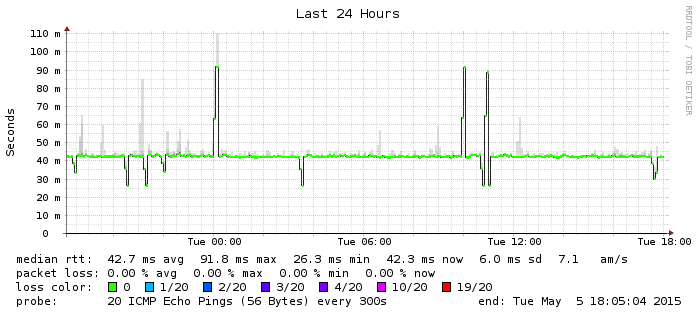 Last 24 Hours
RRDTOOL / TOBI OETIKER
Seconds
110 m
100 m
90 m
80 m
70 m
60 m
50 m
40 m
30 m
20 m
10 m
0 m
Tue 00:00 Tue 06:00 Tue 12:00 Tue 18:00
median rtt: 42.7 ms avg 91.8 ms max 26.3 ms min 42.3 ms now 6.0 ms sd 7.1 am/s
packet loss: 0.00 % avg 0.00 % max 0.00 % min 0.00 % now
loss color: 0 1/20 2/20 3/20 4/20 10/20 19/20
probe: 20 ICMP Echo Pings (56 Bytes) every 300s end: Tue May 5 18:05:04 2015